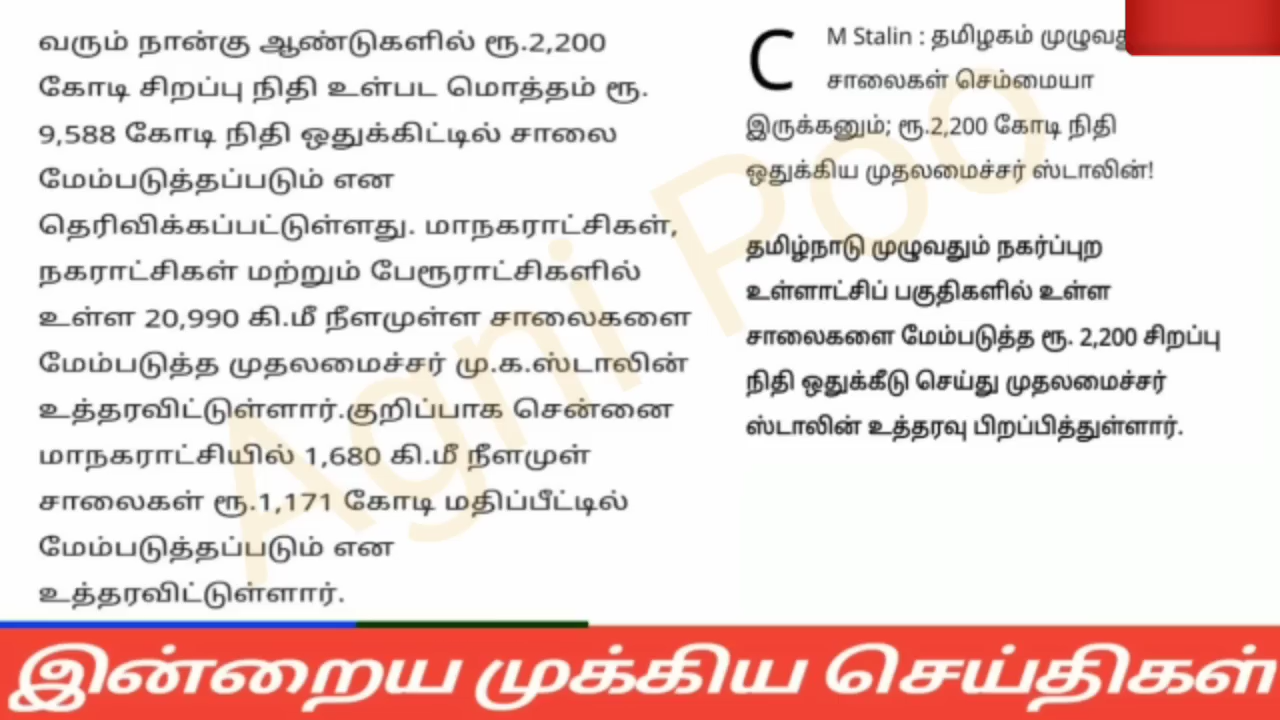 வரும் நான்கு ஆண்டுகளில் ரூ.2,200
கோடி சிறப்பு நிதி உள்பட மொத்தம் ரூ.
9,588 கோடி நிதி ஒதுக்கிட்டில் சாலை
மேம்படுத்தப்படும் என
தெரிவிக்கப்பட்டுள்ளது. மாநகராட்சிகள்,
நகராட்சிகள் மற்றும் பேரூராட்சிகளில்
உள்ள 20,990 கி.மீ நீளமுள்ள சாலைகளை
மேம்படுத்த முதலமைச்சர் மு.க.ஸ்டாலின்
உத்தரவிட்டுள்ளார்.குறிப்பாக சென்னை
மாநகராட்சியில் 1,680 கி.மீ நீளமுள்
சாலைகள் ரூ.1,171 கோடி மதிப்பீட்டில்
மேம்படுத்தப்படும் என
உத்தரவிட்டுள்ளார்.
CM Stalin : தமிழகம்
சாலைகள் செம்மையா
இருக்கனும்; ரூ.2,200 கோடி நிதி
ஒதுக்கிய முதலமைச்சர் ஸ்டாலின்!
தமிழ்நாடு முழுவதும் நகர்ப்புற
உள்ளாட்சிப் பகுதிகளில் உள்ள
சாலைகளை மேம்படுத்த ரூ. 2,200 சிறப்பு
நிதி ஒதுக்கீடு செய்து முதலமைச்சர்
ஸ்டாலின் உத்தரவு பிறப்பித்துள்ளார்.
Agni Poo
இன்றைய முக்கிய செய்திகள்